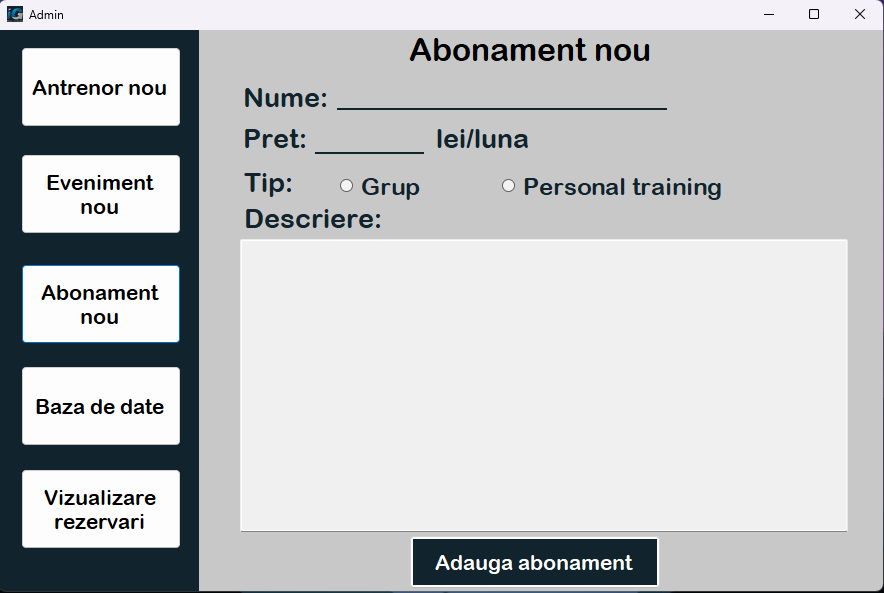 Admin
Antrenor nou
Eveniment
nou
Abonament
nou
Baza de date
Vizualizare
rezervari
Abonament nou
Nume:
Pret: lei/luna
Tip: Grup Personal training
Descriere:
Adauga abonament